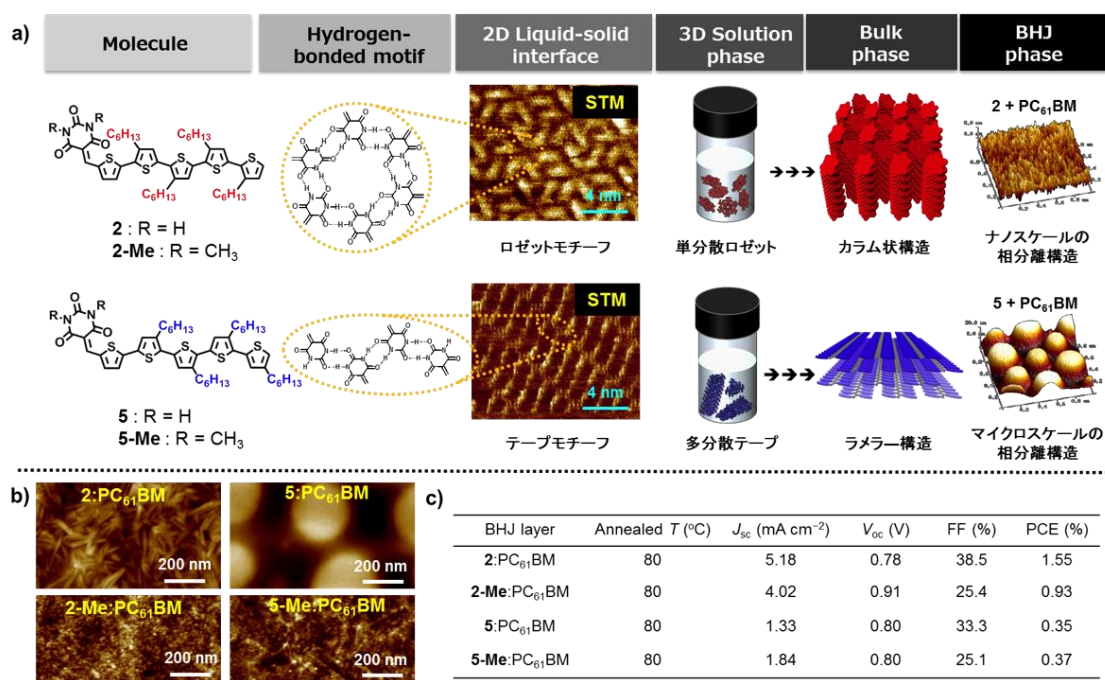 a)
Molecule
Hydrogen-
bonded motif
2D Liquid-solid
interface
3D Solution
phase
Bulk
phase
BHJ
phase
R
R
N
N
O
O
O
S
S
S
S
S
C₆H₁₃
C₆H₁₃
C₆H₁₃
C₆H₁₃
2 : R = H
2-Me : R = CH₃
STM
4 nm
ロゼットモチーフ
単分散ロゼット
カラム状構造
2 + PC₆₁BM
ナノスケールの
相分離構造
R
R
N
N
O
O
O
S
S
S
S
S
C₆H₁₃
C₆H₁₃
C₆H₁₃
C₆H₁₃
5 : R = H
5-Me : R = CH₃
STM
4 nm
テープモチーフ
多分散テープ
ラメラー構造
5 + PC₆₁BM
マイクロスケールの
相分離構造
b)
2:PC₆₁BM
200 nm
5:PC₆₁BM
200 nm
2-Me:PC₆₁BM
200 nm
5-Me:PC₆₁BM
200 nm
c)
BHJ layer Annealed T (°C) Jsc (mA cm⁻²) Voc (V) FF (%) PCE (%)
2:PC₆₁BM 80 5.18 0.78 38.5 1.55
2-Me:PC₆₁BM 80 4.02 0.91 25.4 0.93
5:PC₆₁BM 80 1.33 0.80 33.3 0.35
5-Me:PC₆₁BM 80 1.84 0.80 25.1 0.37